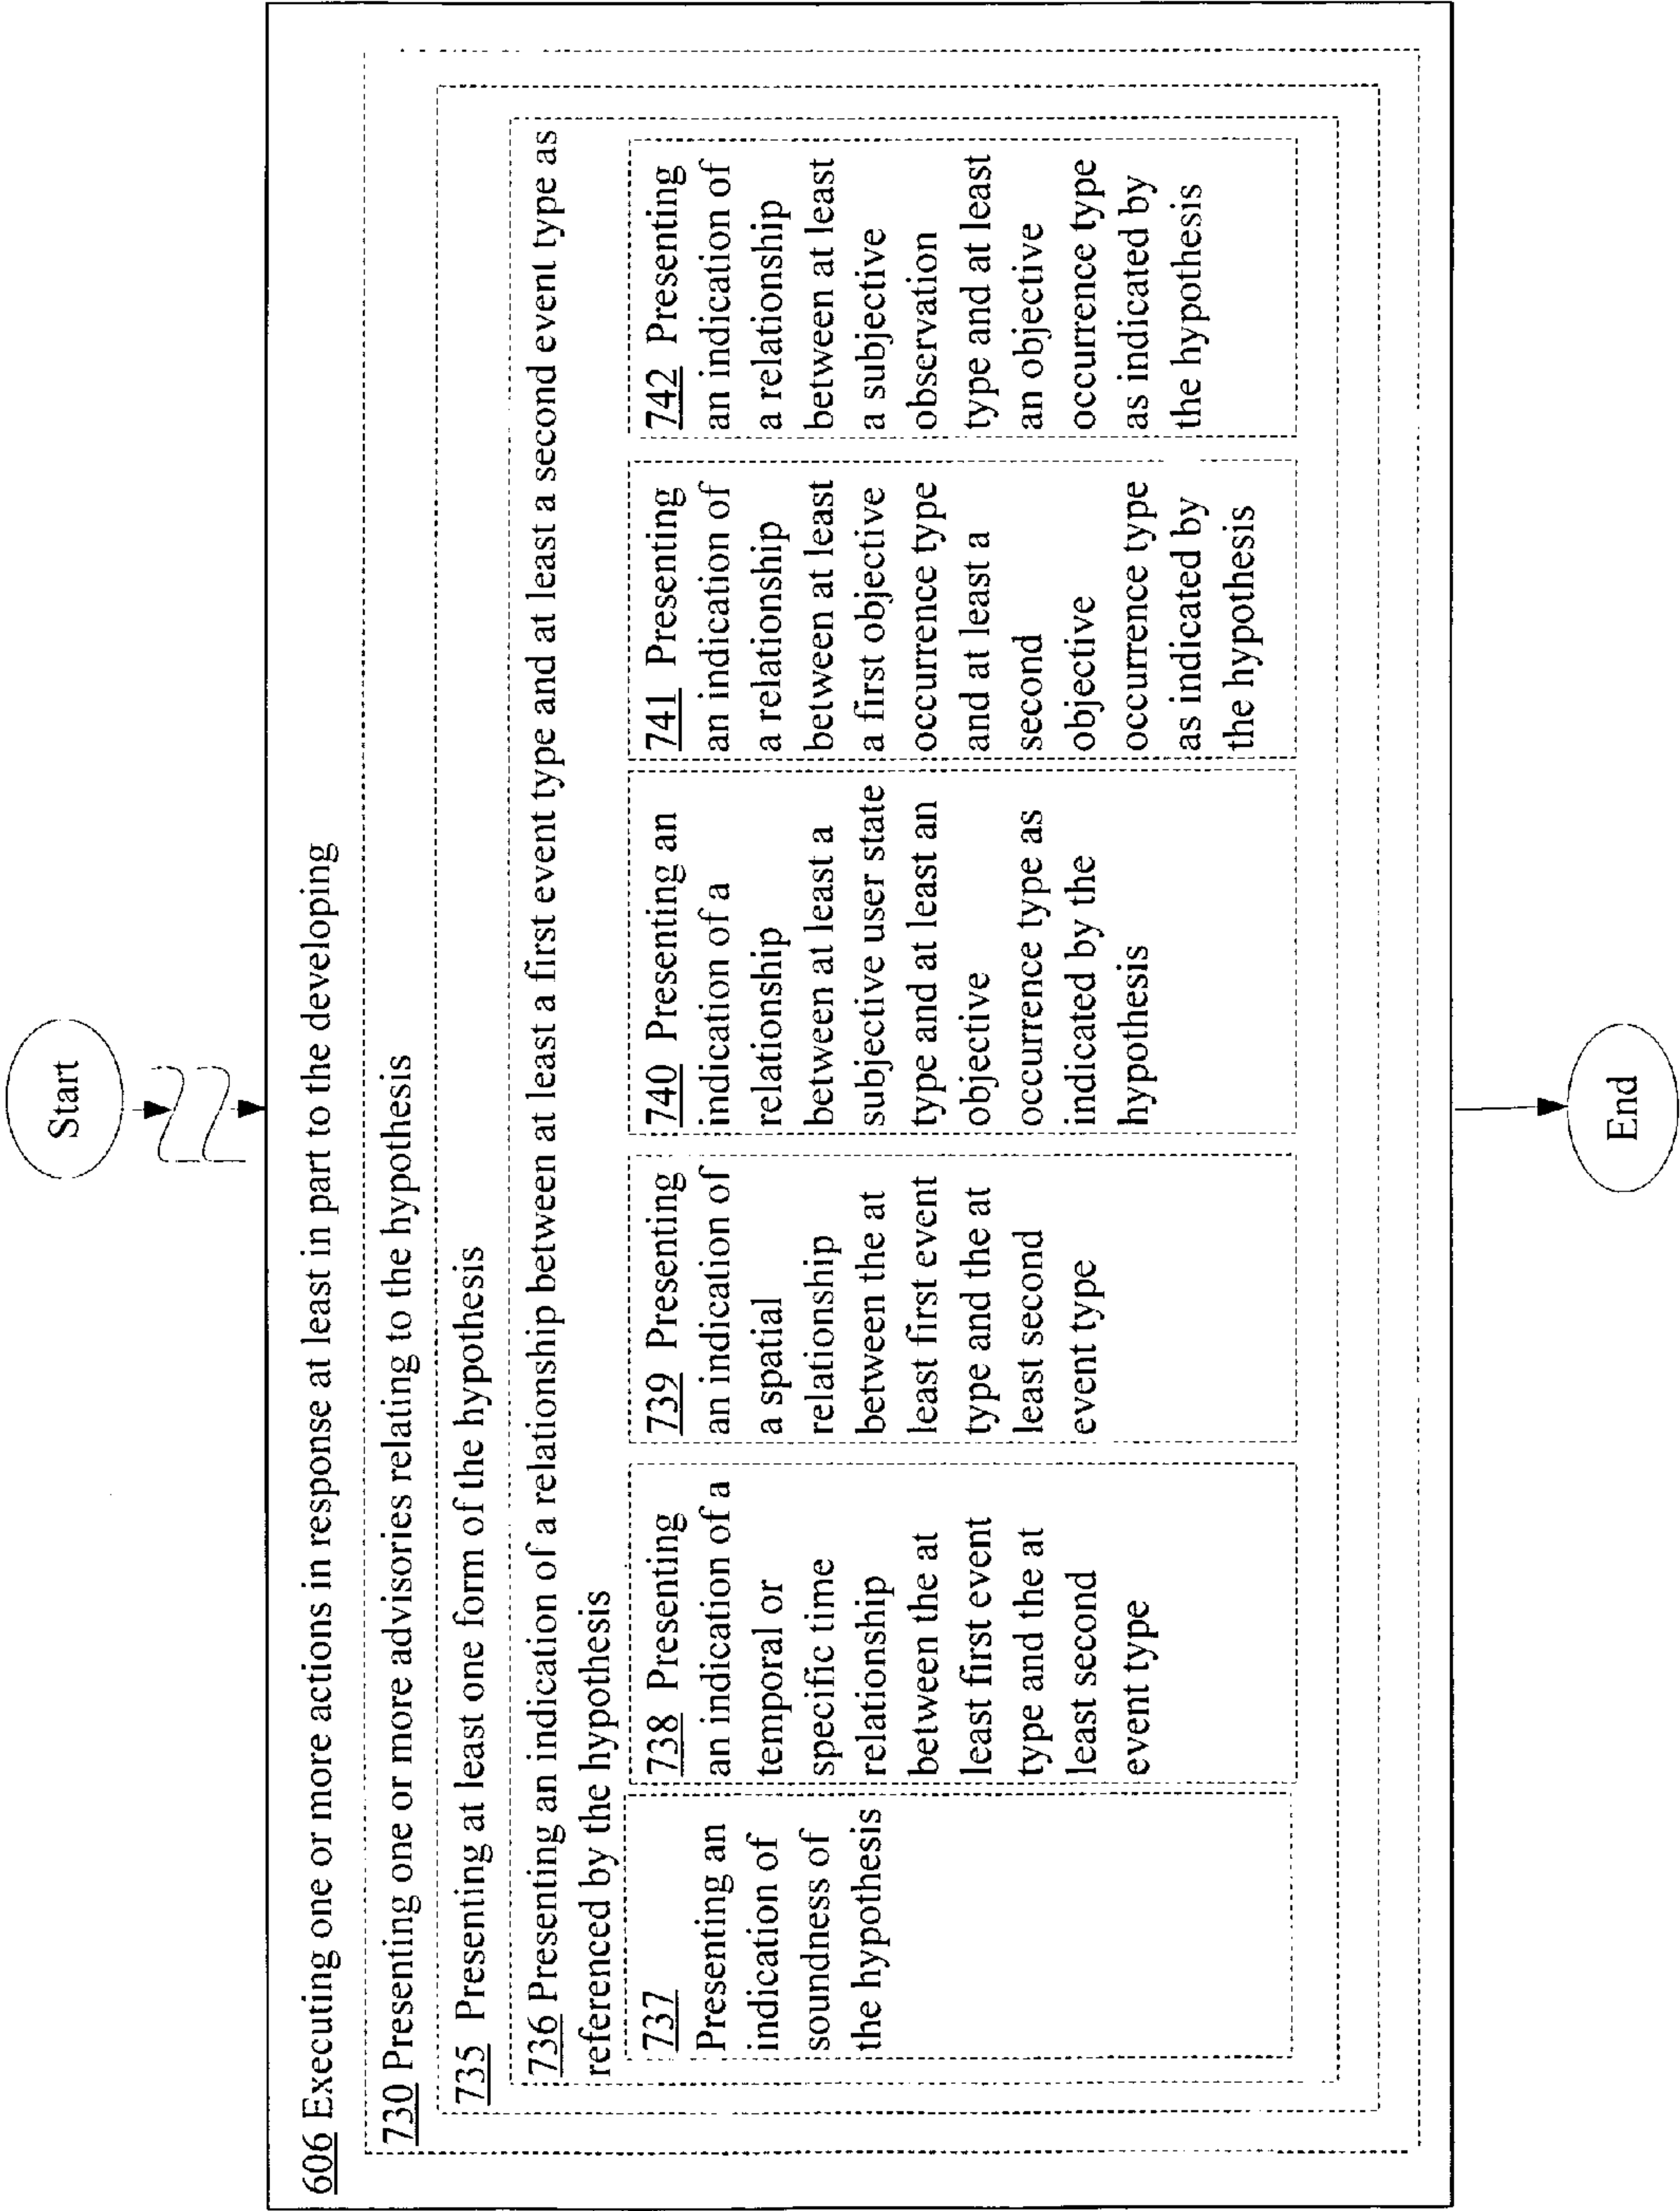 Start
606 Executing one or more actions in response at least in part to the developing
730 Presenting one or more advisories relating to the hypothesis
735 Presenting at least one form of the hypothesis
736 Presenting an indication of a relationship between at least a first event type and at least a second event type as
referenced by the hypothesis
737
Presenting an
indication of
soundness of
the hypothesis
738 Presenting
an indication of a
temporal or
specific time
relationship
between the at
least first event
type and the at
least second
event type
739 Presenting
an indication of
a spatial
relationship
between the at
least first event
type and the at
least second
event type
740 Presenting an
indication of a
relationship
between at least a
subjective user state
type and at least an
objective
occurrence type as
indicated by the
hypothesis
741 Presenting
an indication of
a relationship
between at least
a first objective
occurrence type
and at least a
second
objective
occurrence type
as indicated by
the hypothesis
742 Presenting
an indication of
a relationship
between at least
a subjective
observation
type and at least
an objective
occurrence type
as indicated by
the hypothesis
End